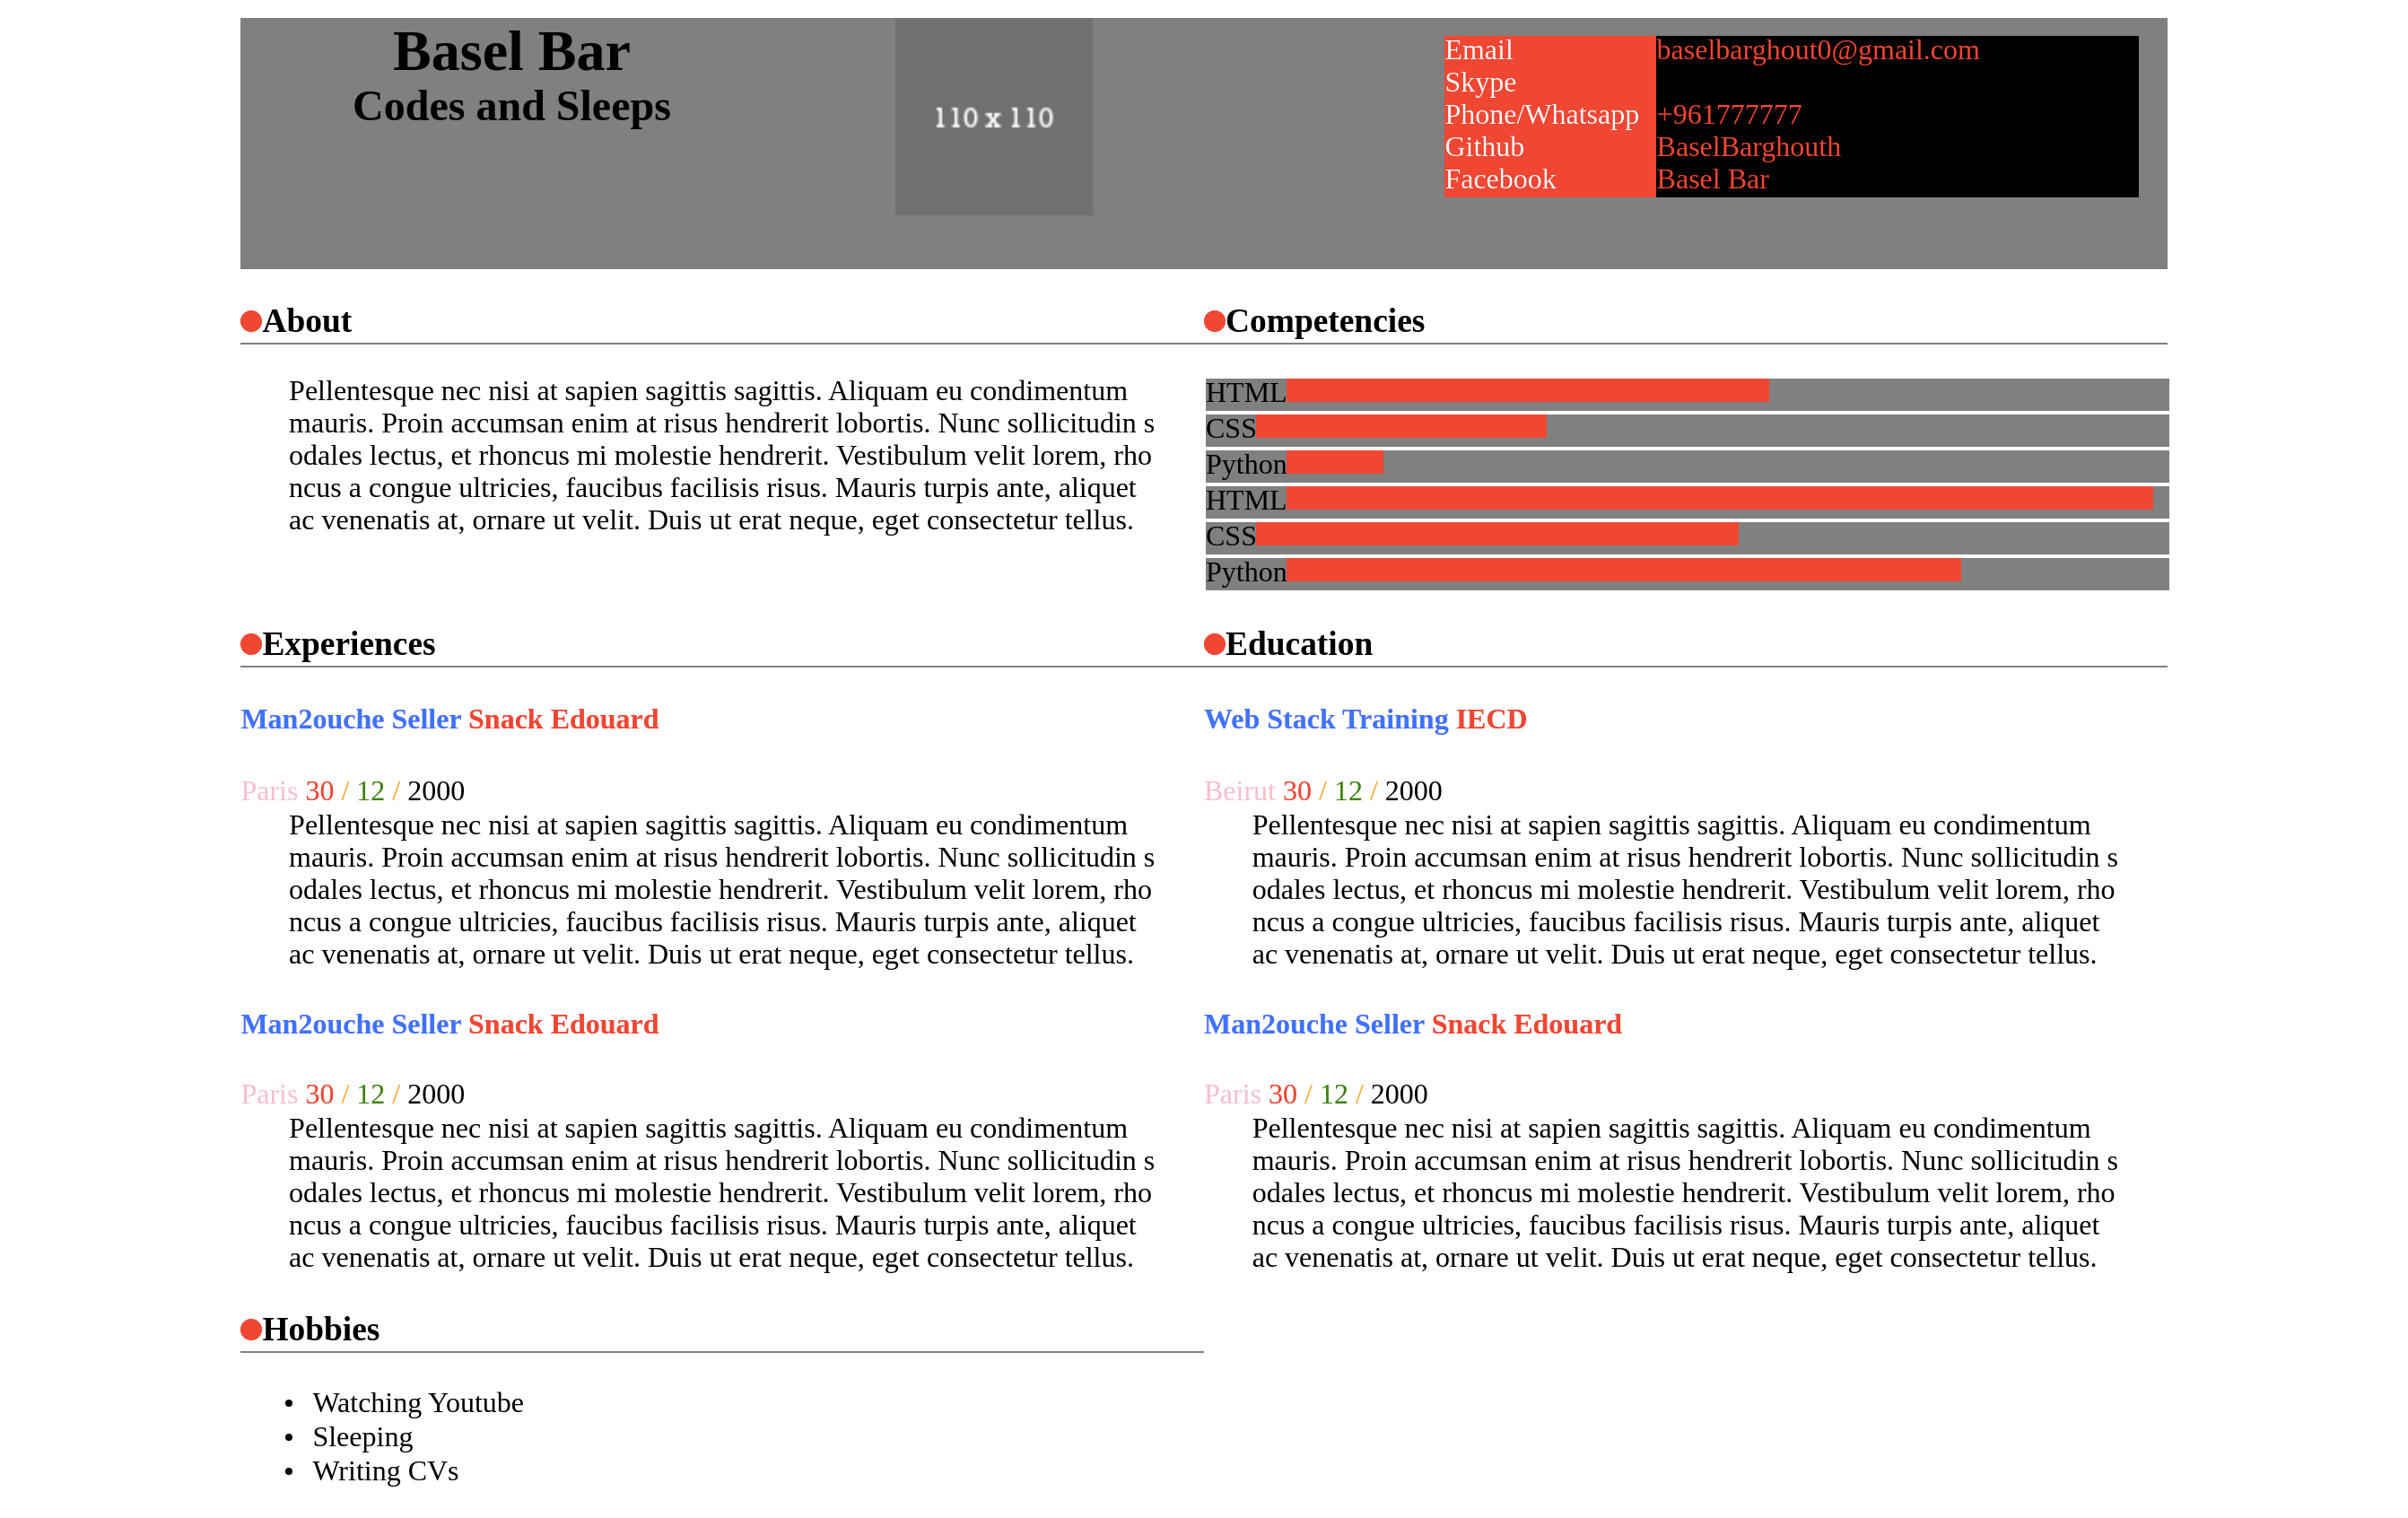 Basel Bar
Codes and Sleeps
110 x 110
Email baselbarghout0@gmail.com
Skype
Phone/Whatsapp +961777777
Github BaselBarghouth
Facebook Basel Bar
About
Pellentesque nec nisi at sapien sagittis sagittis. Aliquam eu condimentum
mauris. Proin accumsan enim at risus hendrerit lobortis. Nunc sollicitudin s
odales lectus, et rhoncus mi molestie hendrerit. Vestibulum velit lorem, rho
ncus a congue ultricies, faucibus facilisis risus. Mauris turpis ante, aliquet
ac venenatis at, ornare ut velit. Duis ut erat neque, eget consectetur tellus.
Competencies
HTML
CSS
Python
HTML
CSS
Python
Experiences
Man2ouche Seller Snack Edouard
Paris 30 / 12 / 2000
Pellentesque nec nisi at sapien sagittis sagittis. Aliquam eu condimentum
mauris. Proin accumsan enim at risus hendrerit lobortis. Nunc sollicitudin s
odales lectus, et rhoncus mi molestie hendrerit. Vestibulum velit lorem, rho
ncus a congue ultricies, faucibus facilisis risus. Mauris turpis ante, aliquet
ac venenatis at, ornare ut velit. Duis ut erat neque, eget consectetur tellus.
Man2ouche Seller Snack Edouard
Paris 30 / 12 / 2000
Pellentesque nec nisi at sapien sagittis sagittis. Aliquam eu condimentum
mauris. Proin accumsan enim at risus hendrerit lobortis. Nunc sollicitudin s
odales lectus, et rhoncus mi molestie hendrerit. Vestibulum velit lorem, rho
ncus a congue ultricies, faucibus facilisis risus. Mauris turpis ante, aliquet
ac venenatis at, ornare ut velit. Duis ut erat neque, eget consectetur tellus.
Education
Web Stack Training IECD
Beirut 30 / 12 / 2000
Pellentesque nec nisi at sapien sagittis sagittis. Aliquam eu condimentum
mauris. Proin accumsan enim at risus hendrerit lobortis. Nunc sollicitudin s
odales lectus, et rhoncus mi molestie hendrerit. Vestibulum velit lorem, rho
ncus a congue ultricies, faucibus facilisis risus. Mauris turpis ante, aliquet
ac venenatis at, ornare ut velit. Duis ut erat neque, eget consectetur tellus.
Man2ouche Seller Snack Edouard
Paris 30 / 12 / 2000
Pellentesque nec nisi at sapien sagittis sagittis. Aliquam eu condimentum
mauris. Proin accumsan enim at risus hendrerit lobortis. Nunc sollicitudin s
odales lectus, et rhoncus mi molestie hendrerit. Vestibulum velit lorem, rho
ncus a congue ultricies, faucibus facilisis risus. Mauris turpis ante, aliquet
ac venenatis at, ornare ut velit. Duis ut erat neque, eget consectetur tellus.
Hobbies
• Watching Youtube
• Sleeping
• Writing CVs